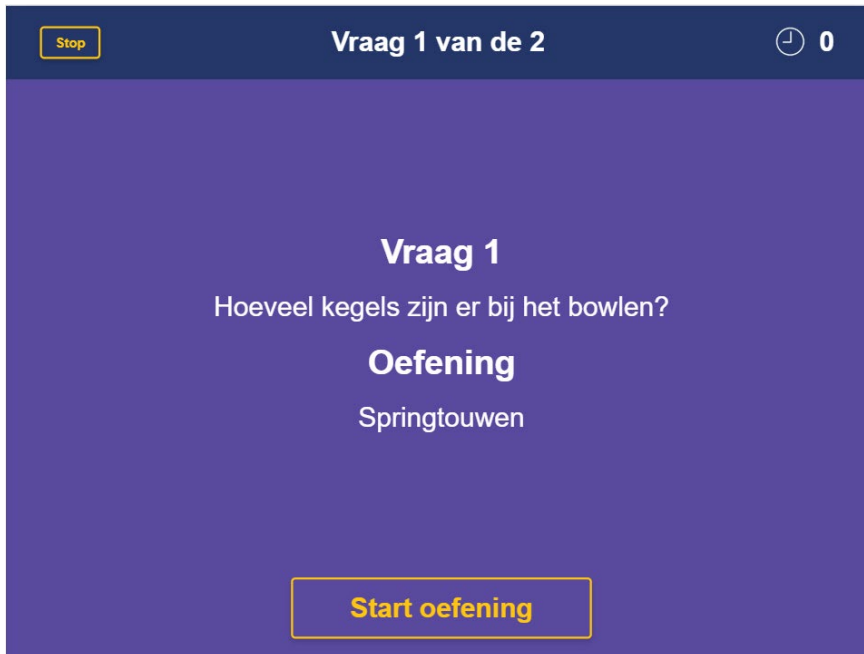 Stop
Vraag 1 van de 2
0
Vraag 1
Hoeveel kegels zijn er bij het bowlen?
Oefening
Springtouwen
Start oefening